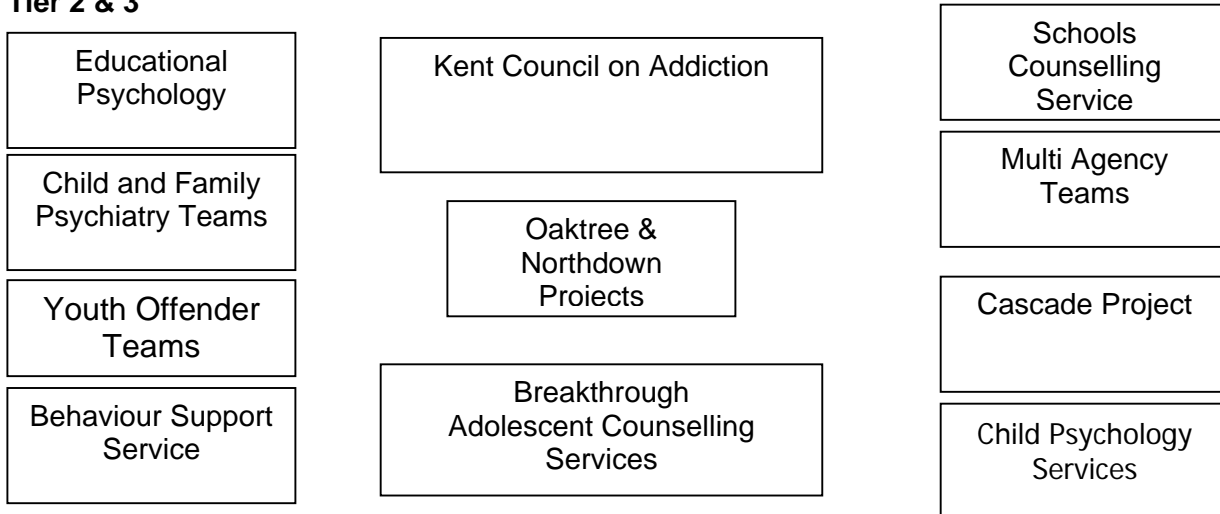 Tier 2 & 3
Educational
Psychology
Child and Family
Psychiatry Teams
Youth Offender
Teams
Behaviour Support
Service
Kent Council on Addiction
Oaktree &
Northdown
Projects
Breakthrough
Adolescent Counselling
Services
Schools
Counselling
Service
Multi Agency
Teams
Cascade Project
Child Psychology
Services